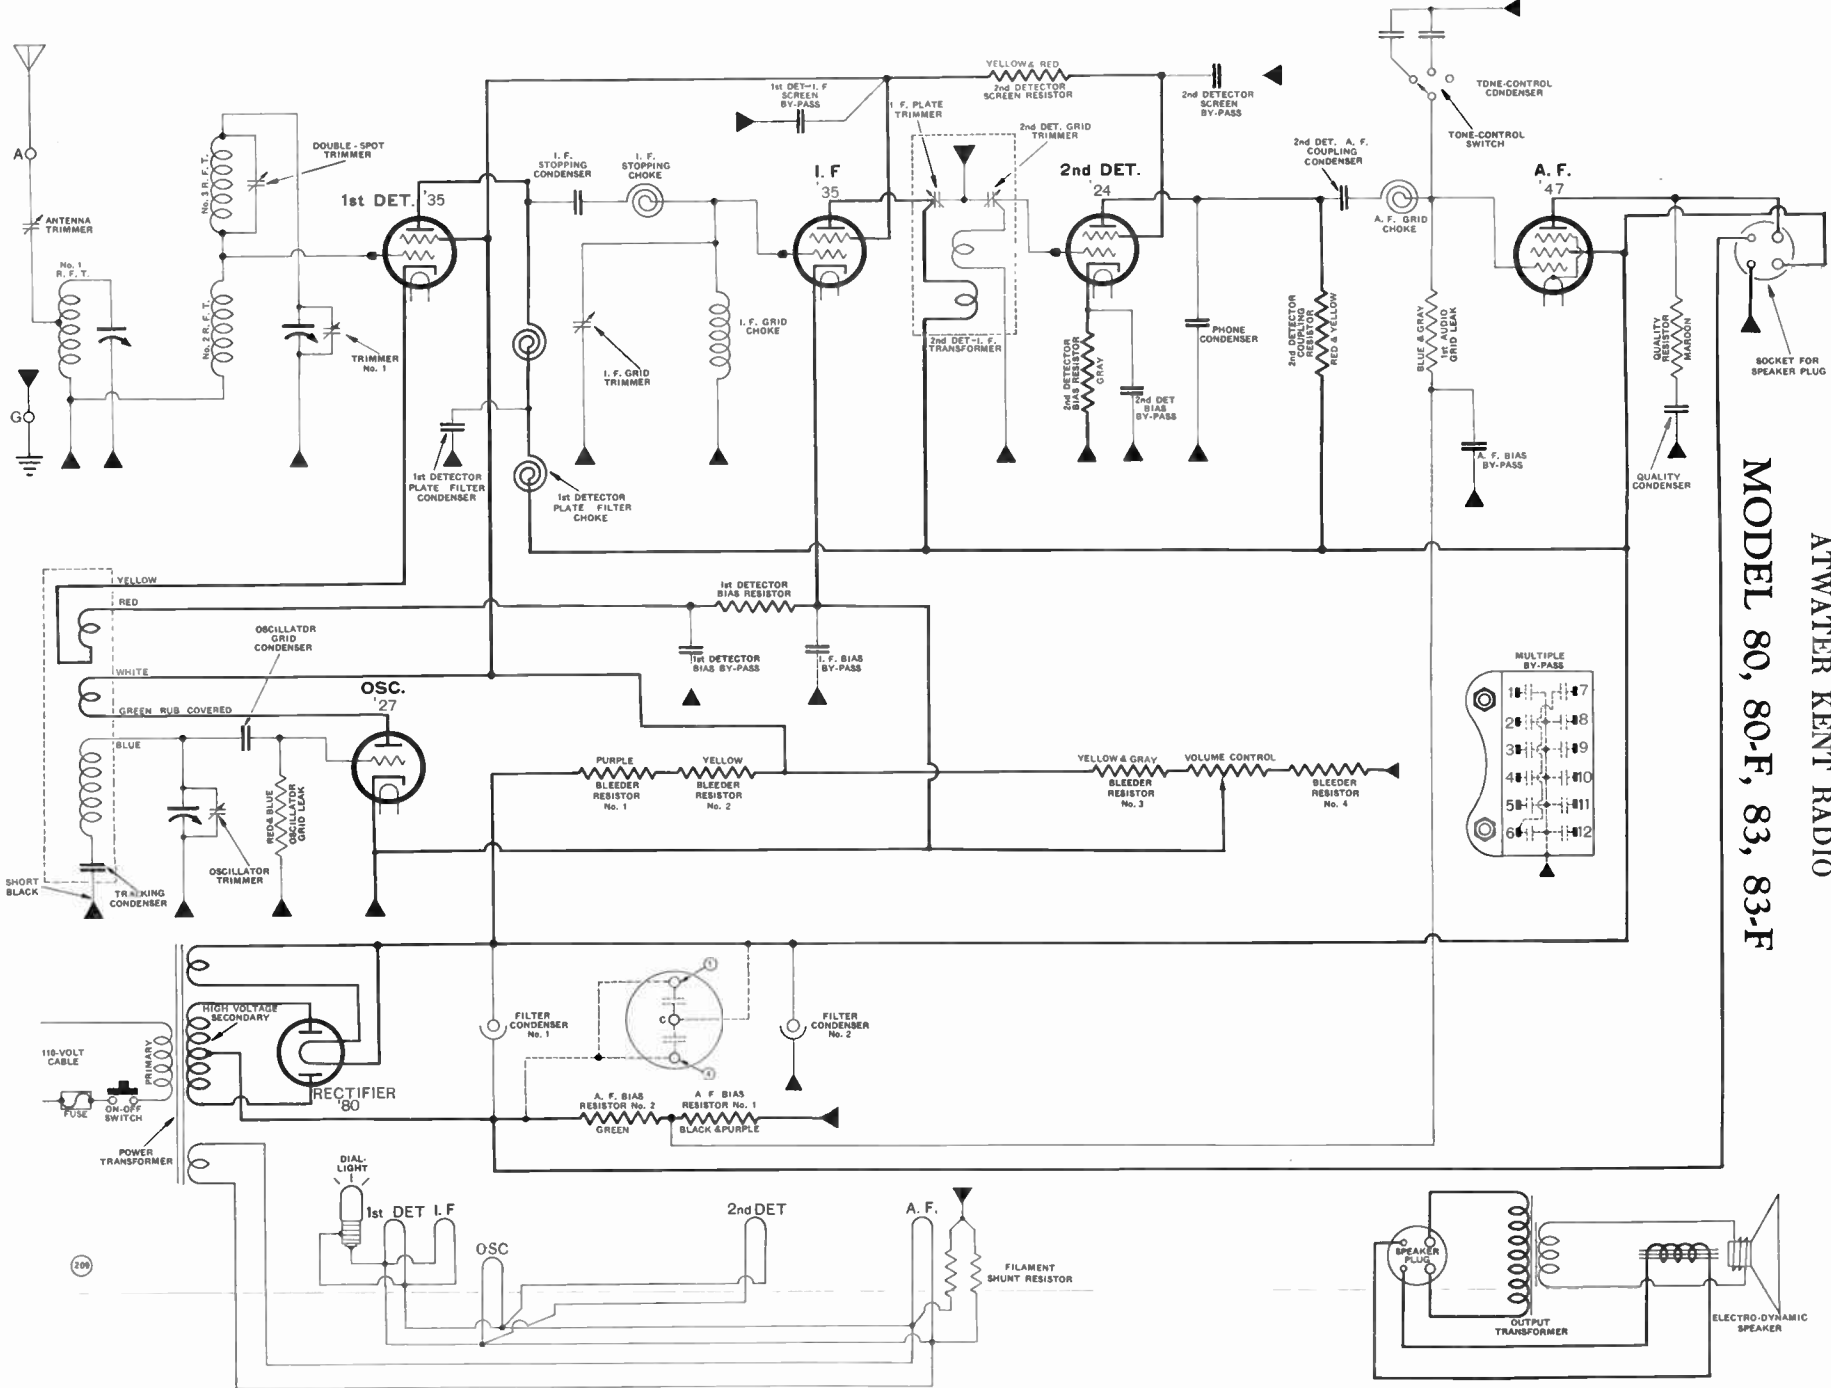 A
ANTENNA
TRIMMER
No. 1
R. F. T.
G
No. 3 R. F. T.
No. 2 R. F. T.
DOUBLE-SPOT
TRIMMER
TRIMMER
No. 1
1st DET. '35
1st DETECTOR
PLATE FILTER
CONDENSER
1st DETECTOR
PLATE FILTER
CHOKE
I. F.
STOPPING
CONDENSER
I. F.
STOPPING
CHOKE
I. F. GRID
TRIMMER
I. F. GRID
CHOKE
1st DET-I. F
SCREEN
BY-PASS
I. F
'35
I F. PLATE
TRIMMER
2nd DET. GRID
TRIMMER
2nd DET-I. F.
TRANSFORMER
YELLOW & RED
2nd DETECTOR
SCREEN RESISTOR
2nd DET.
'24
2nd DETECTOR
SCREEN
BY-PASS
2nd DETECTOR
BIAS RESISTOR
GRAY
2nd DET
BIAS
BY-PASS
PHONE
CONDENSER
2nd DET. A. F.
COUPLING
CONDENSER
2nd DETECTOR
COUPLING
RESISTOR
RED & YELLOW
A. F. GRID
CHOKE
TONE-CONTROL
CONDENSER
TONE-CONTROL
SWITCH
BLUE & GRAY
1st AUDIO
GRID LEAK
A. F. BIAS
BY-PASS
A. F.
'47
QUALITY
RESISTOR
MAROON
QUALITY
CONDENSER
SOCKET FOR
SPEAKER PLUG
MODEL 80, 80-F, 83, 83-F
ATWATER KENT RADIO
YELLOW
RED
WHITE
GREEN RUB COVERED
BLUE
OSCILLATOR
GRID
CONDENSER
OSC.
'27
RED & BLUE
OSCILLATOR
GRID LEAK
OSCILLATOR
TRIMMER
TRACKING
CONDENSER
SHORT
BLACK
1st DETECTOR
BIAS RESISTOR
1st DETECTOR
BIAS BY-PASS
I. F. BIAS
BY-PASS
PURPLE
BLEEDER
RESISTOR
No. 1
YELLOW
BLEEDER
RESISTOR
No. 2
YELLOW & GRAY
BLEEDER
RESISTOR
No. 3
VOLUME CONTROL
BLEEDER
RESISTOR
No. 4
MULTIPLE
BY-PASS
1 7
2 8
3 9
4 10
5 11
6 12
110-VOLT
CABLE
FUSE
ON-OFF
SWITCH
PRIMARY
POWER
TRANSFORMER
HIGH VOLTAGE
SECONDARY
RECTIFIER
'80
FILTER
CONDENSER
No. 1
C
FILTER
CONDENSER
No. 2
A. F. BIAS
RESISTOR No. 2
GREEN
A F BIAS
RESISTOR No. 1
BLACK & PURPLE
DIAL-
LIGHT
1st DET
I. F
OSC
2nd DET
A. F.
FILAMENT
SHUNT RESISTOR
209
SPEAKER
PLUG
OUTPUT
TRANSFORMER
ELECTRO-DYNAMIC
SPEAKER